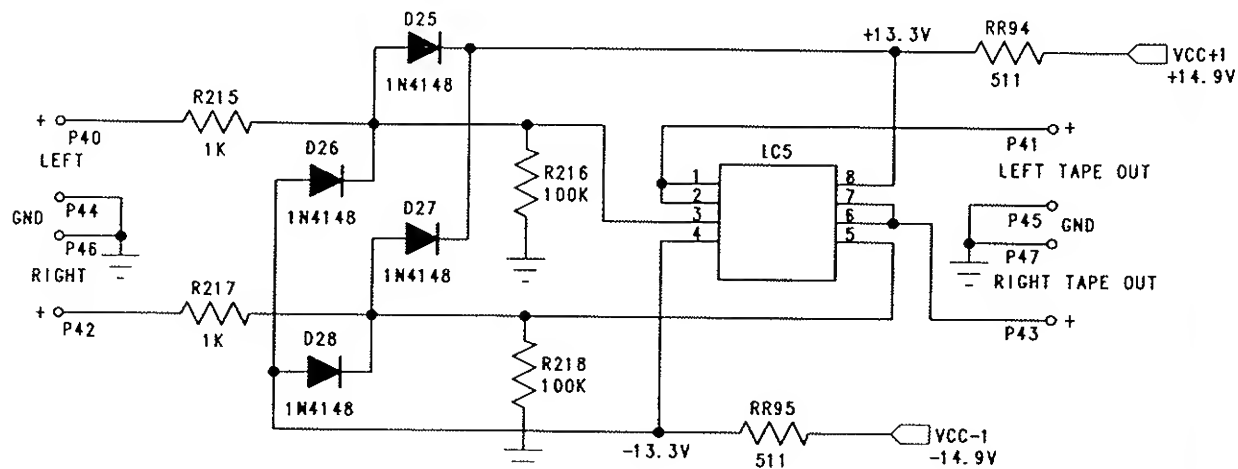 D25
1N4148
+13.3V
RR94
511
VCC+1
+14.9V
R215
1K
+ P40
LEFT
D26
1N4148
R216
100K
LC5
P41 +
LEFT TAPE OUT
1
2
3
4
8
7
6
5
P44
GND
P46
RIGHT
D27
1N4148
P45
GND
P47
RIGHT TAPE OUT
R217
1K
+ P42
D28
1N4148
R218
100K
P43 +
-13.3V
RR95
511
VCC-1
-14.9V